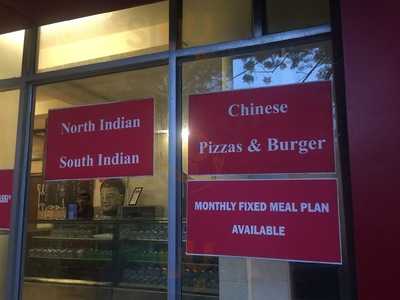 North Indian
South Indian
Chinese
Pizzas & Burger
MONTHLY FIXED MEAL PLAN
AVAILABLE